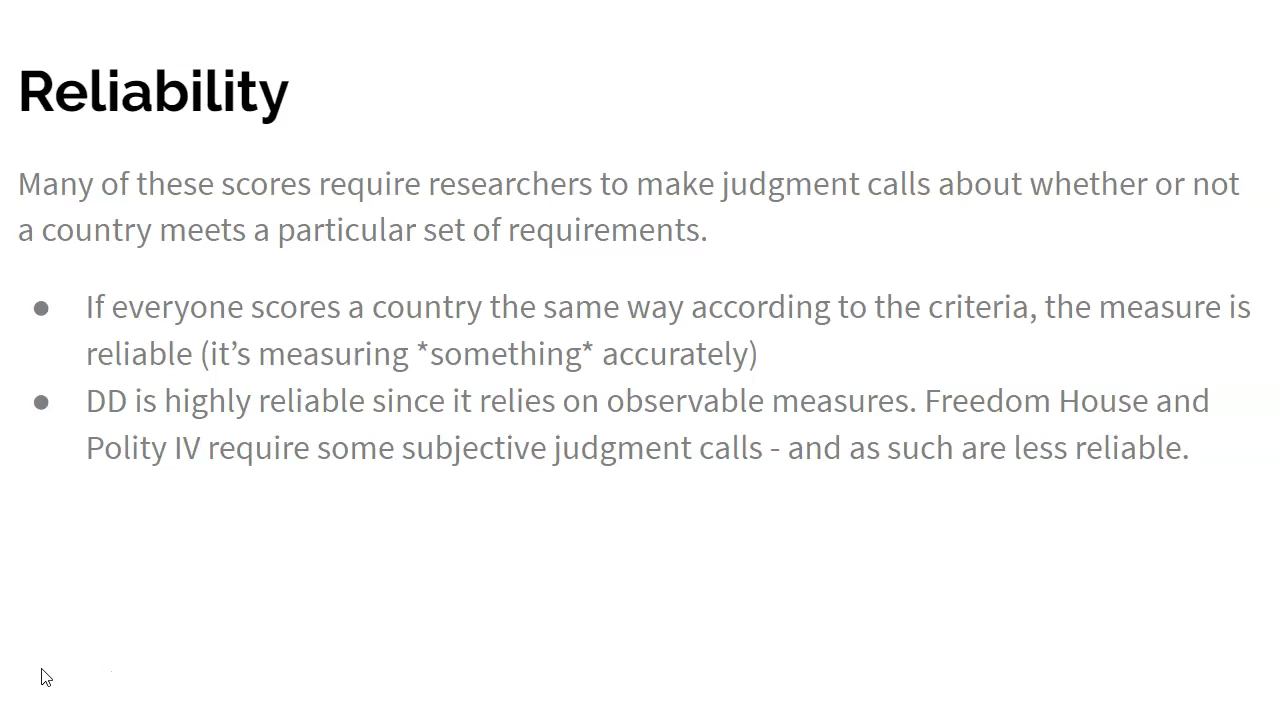 Reliability
Many of these scores require researchers to make judgment calls about whether or not
a country meets a particular set of requirements.
● If everyone scores a country the same way according to the criteria, the measure is
reliable (it’s measuring *something* accurately)
● DD is highly reliable since it relies on observable measures. Freedom House and
Polity IV require some subjective judgment calls - and as such are less reliable.